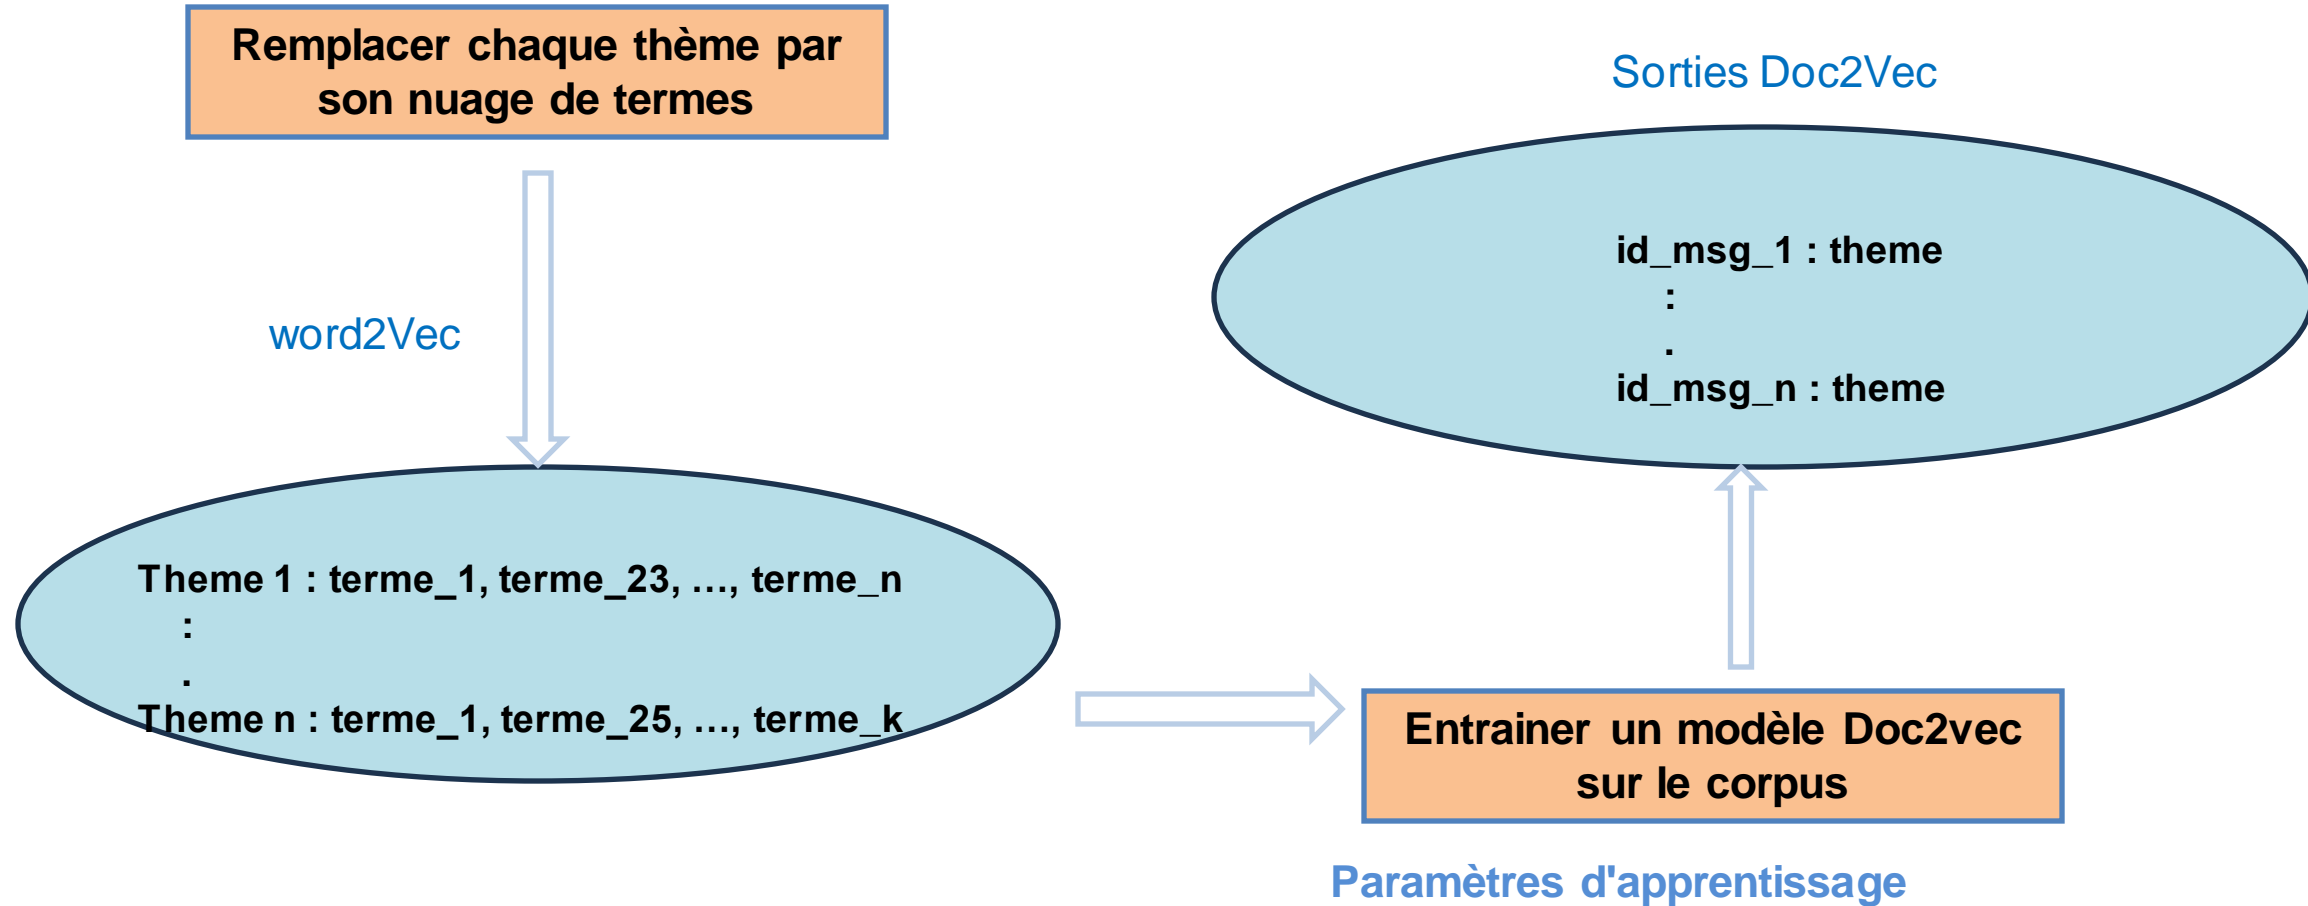 Remplacer chaque thème par
son nuage de termes
word2Vec
Theme 1 : terme_1, terme_23, ..., terme_n
:
.
Theme n : terme_1, terme_25, ..., terme_k
Entrainer un modèle Doc2vec
sur le corpus
Paramètres d'apprentissage
Sorties Doc2Vec
id_msg_1 : theme
:
.
id_msg_n : theme